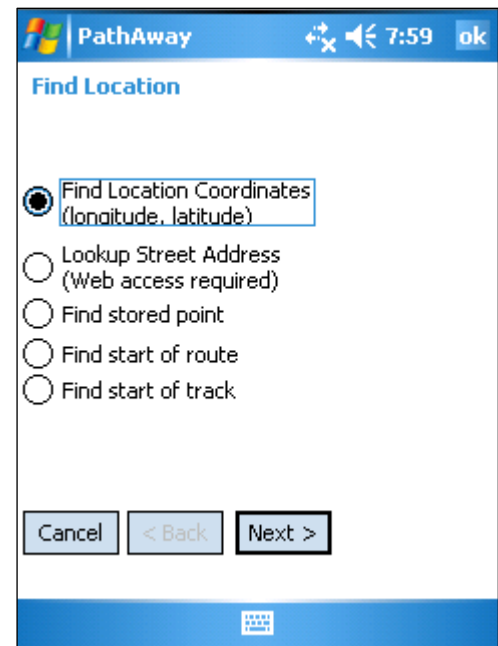 PathAway 7:59 ok
Find Location
Find Location Coordinates
(longitude, latitude)
Lookup Street Address
(Web access required)
Find stored point
Find start of route
Find start of track
Cancel < Back Next >